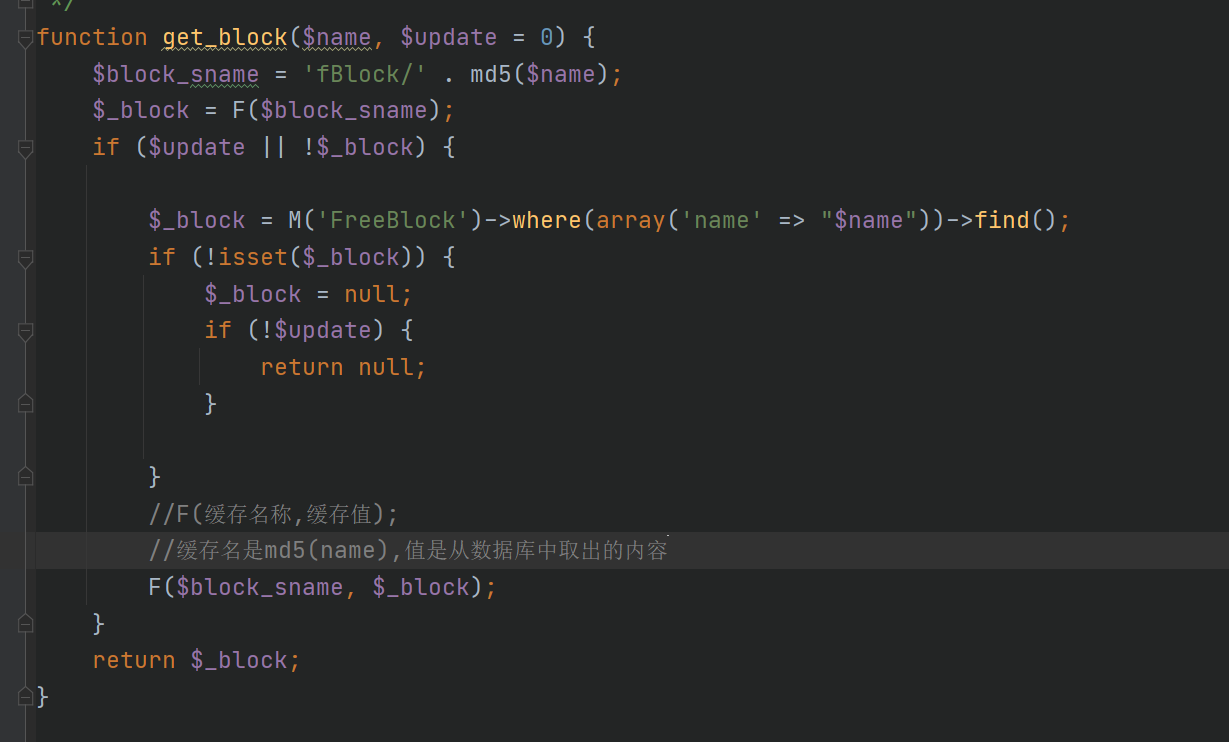 */
function get_block($name, $update = 0) {
$block_sname = 'fBlock/' . md5($name);
$_block = F($block_sname);
if ($update || !$_block) {
$_block = M('FreeBlock')->where(array('name' => "$name"))->find();
if (!isset($_block)) {
$_block = null;
if (!$update) {
return null;
}
}
//F(缓存名称,缓存值);
//缓存名是md5(name),值是从数据库中取出的内容
F($block_sname, $_block);
}
return $_block;
}